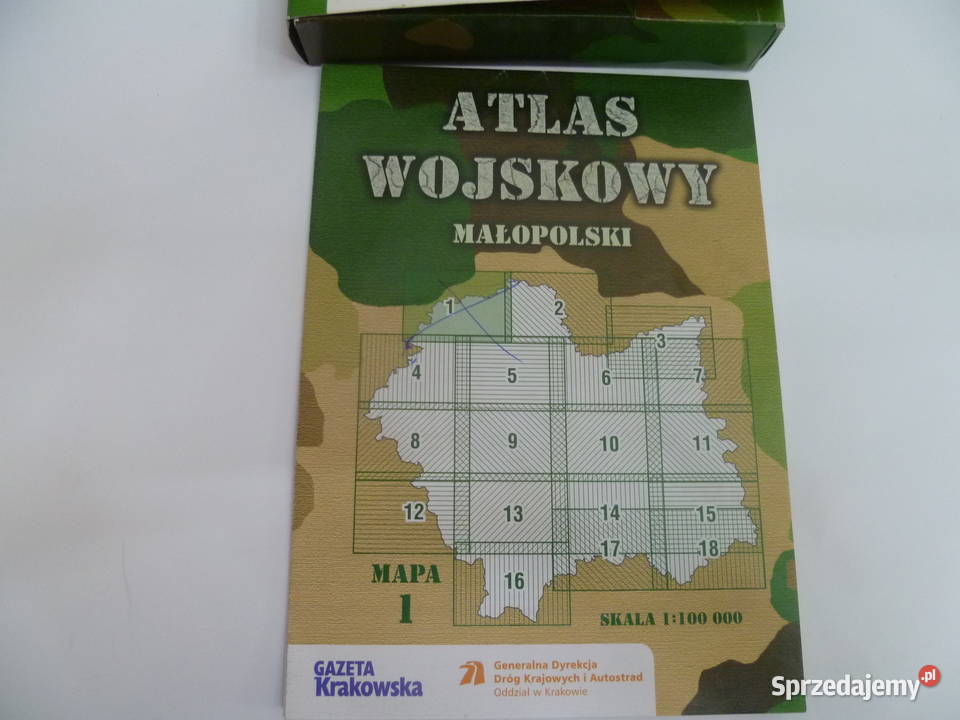 ATLAS
WOJSKOWY
MAŁOPOLSKI
1
2
3
4
5
6
7
8
9
10
11
12
13
14
15
16
17
18
MAPA
1
SKALA 1:100 000
GAZETA
Krakowska
Generalna Dyrekcja
Dróg Krajowych i Autostrad
Oddział w Krakowie
Sprzedajemy.pl